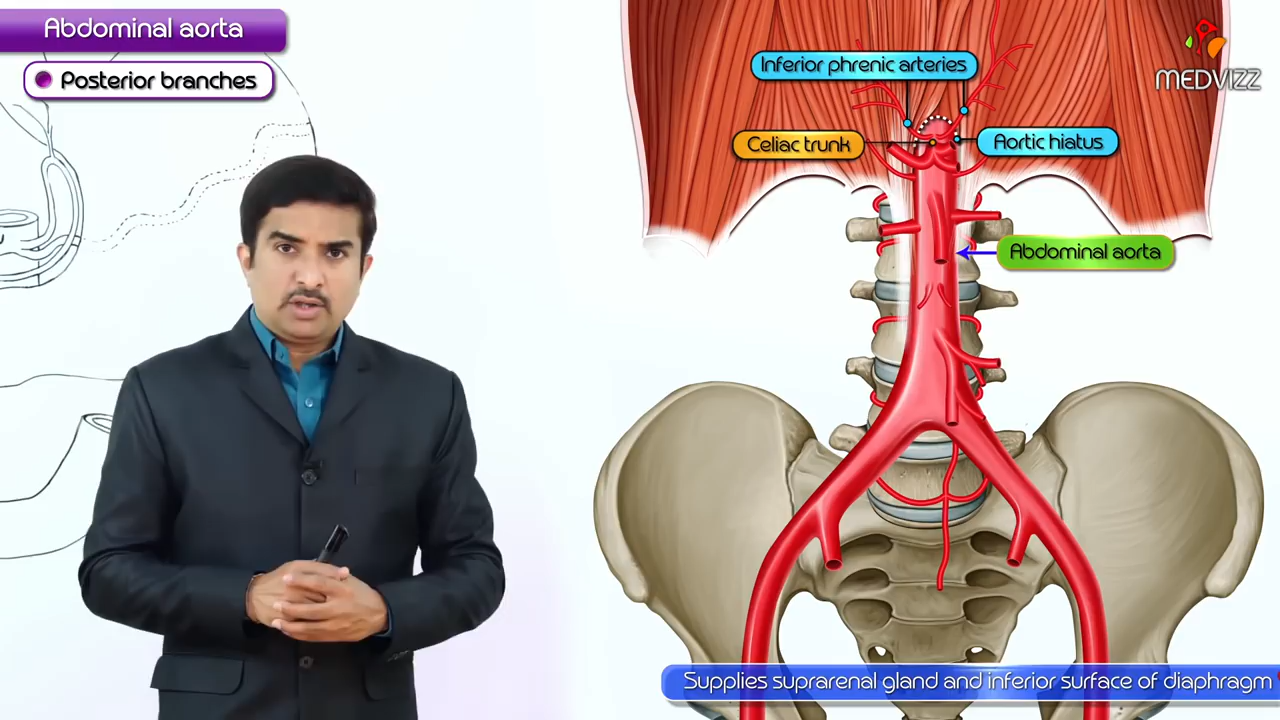 Abdominal aorta
Posterior branches
Inferior phrenic arteries
MEDVIZZ
Celiac trunk
Aortic hiatus
Abdominal aorta
Supplies suprarenal gland and inferior surface of diaphragm